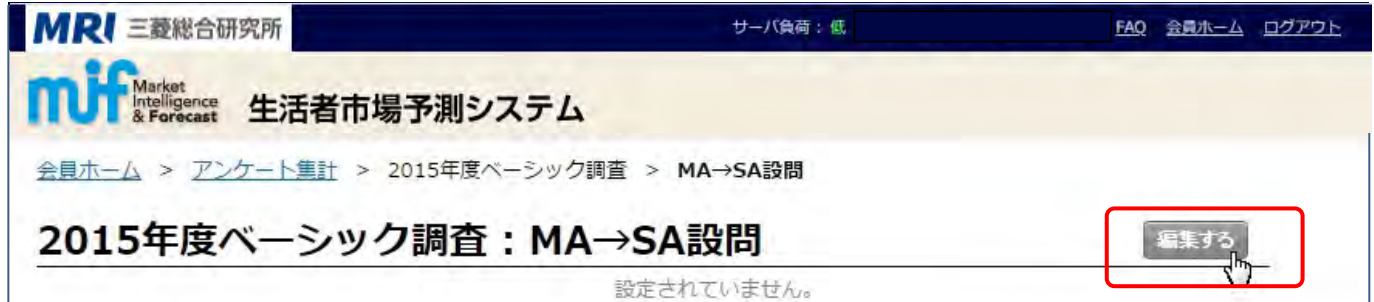 MRI 三菱総合研究所 サーバ負荷：低 FAQ 会員ホーム ログアウト
mif Market Intelligence & Forecast 生活者市場予測システム
会員ホーム > アンケート集計 > 2015年度ベーシック調査 > MA→SA設問
2015年度ベーシック調査：MA→SA設問 編集する
設定されていません。